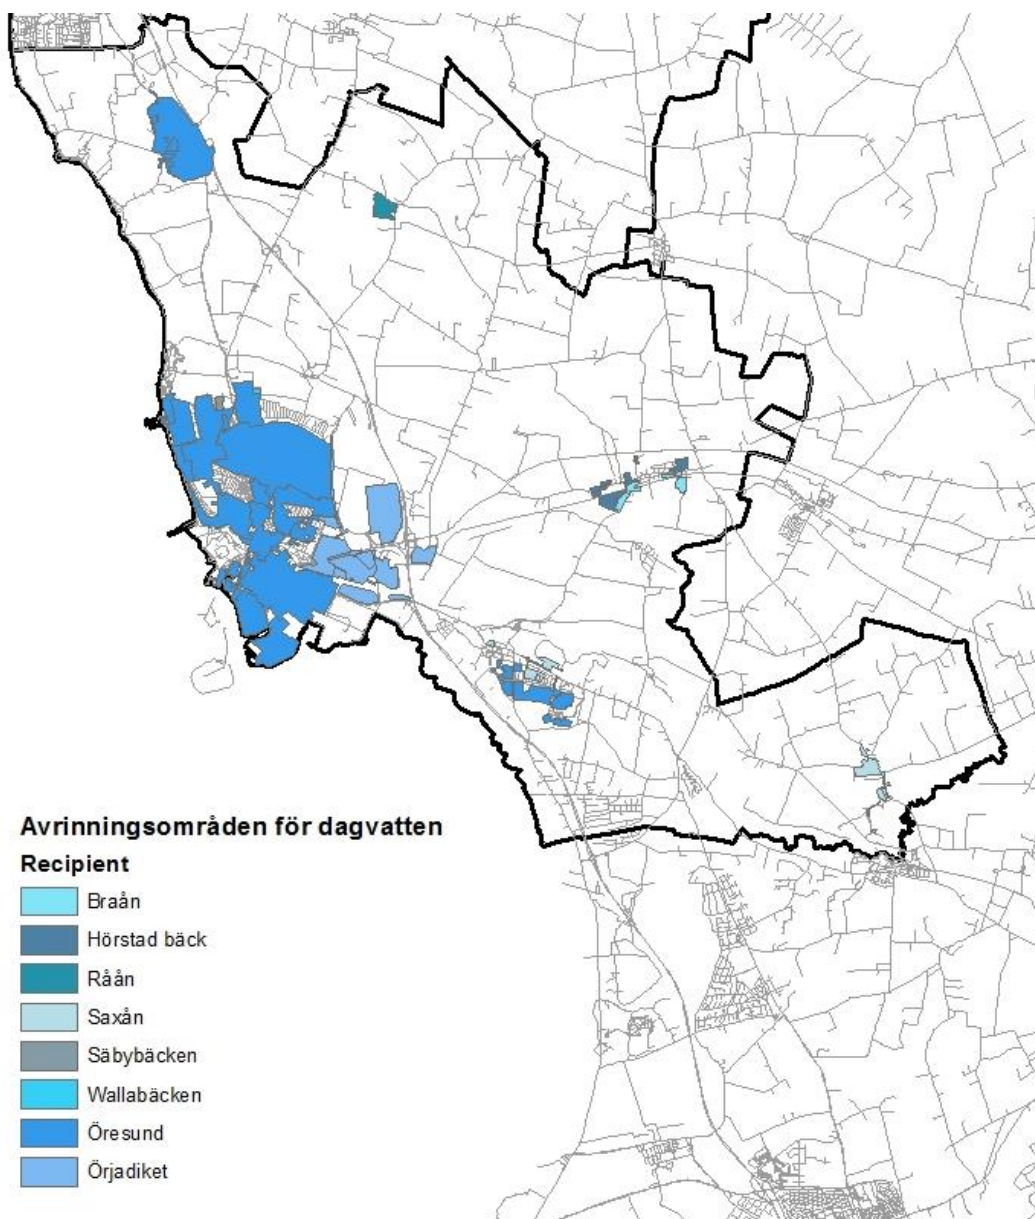 Avrinningsområden för dagvatten
Recipient
Braån
Hörstad bäck
Råån
Saxån
Säbybäcken
Wallabäcken
Öresund
Örjadiket